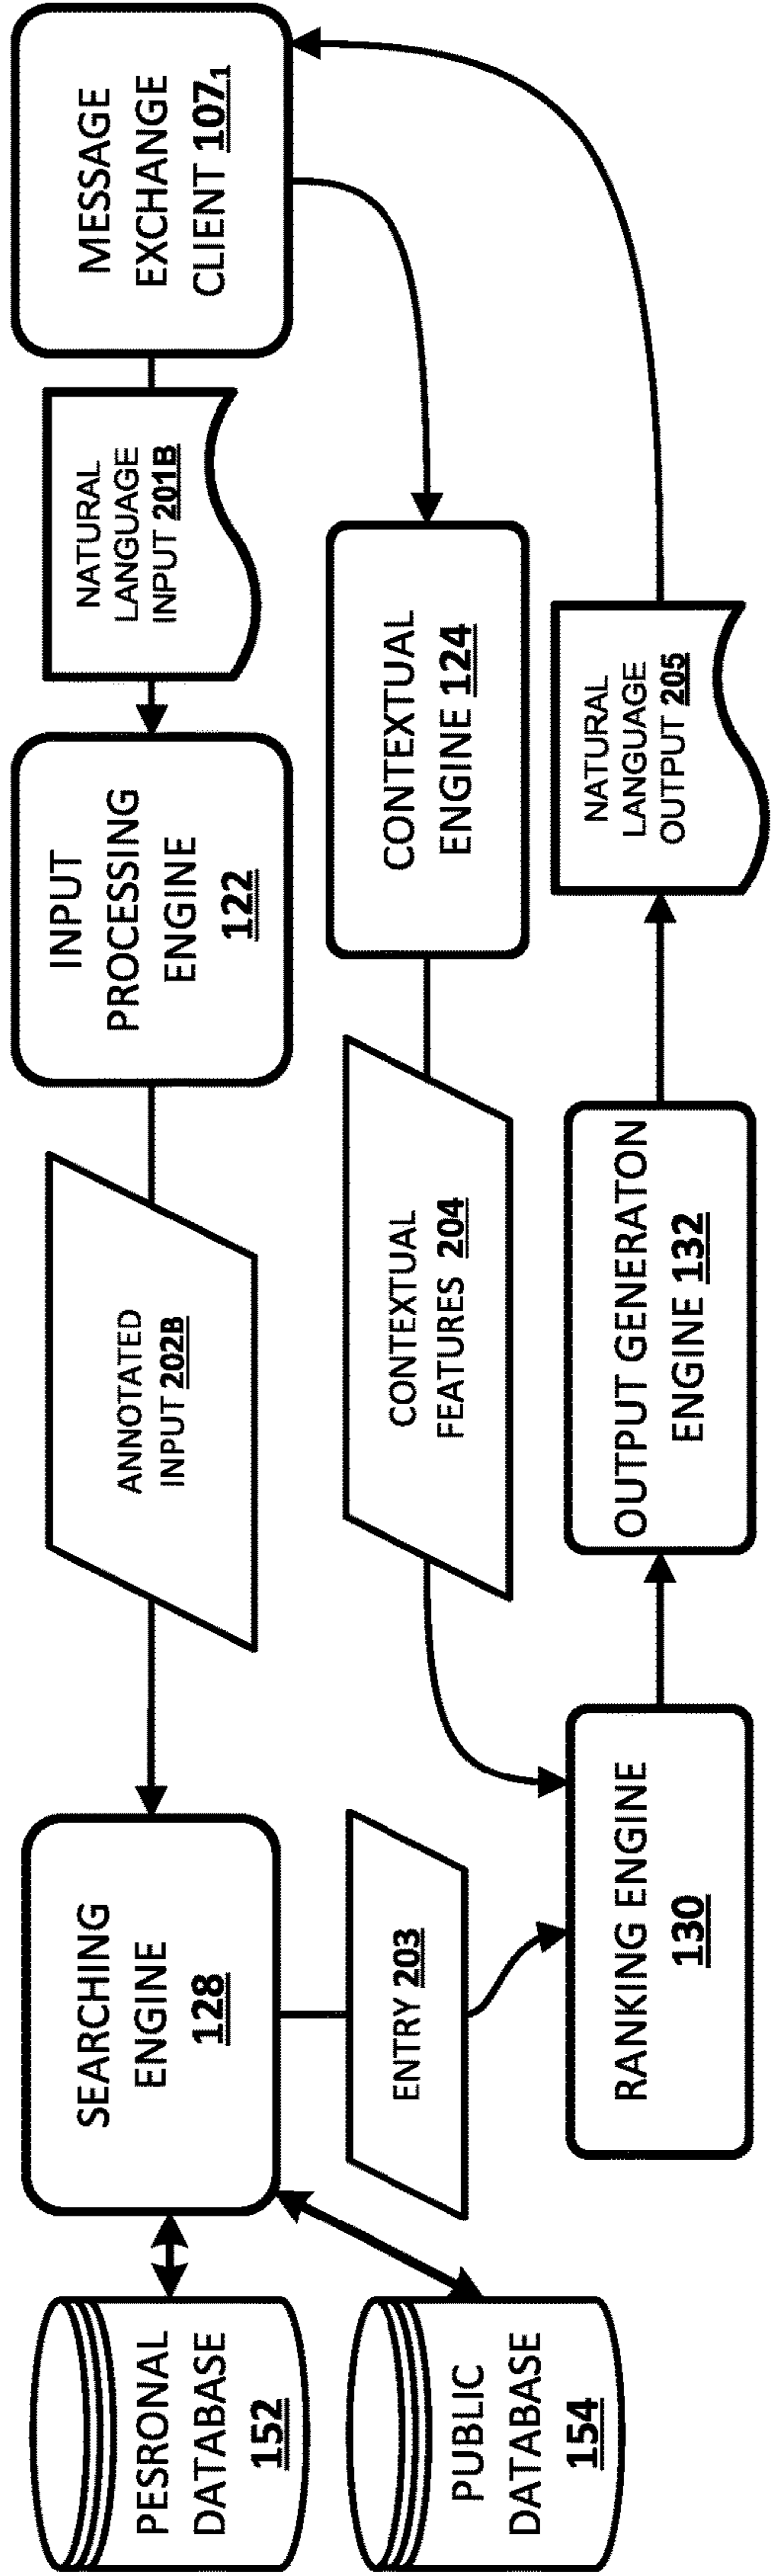 PESRONAL
DATABASE
152
PUBLIC
DATABASE
154
SEARCHING
ENGINE
128
ENTRY 203
RANKING ENGINE
130
ANNOTATED
INPUT 202B
CONTEXTUAL
FEATURES 204
OUTPUT GENERATON
ENGINE 132
INPUT
PROCESSING
ENGINE
122
CONTEXTUAL
ENGINE 124
NATURAL
LANGUAGE
OUTPUT 205
NATURAL
LANGUAGE
INPUT 201B
MESSAGE
EXCHANGE
CLIENT 107₁